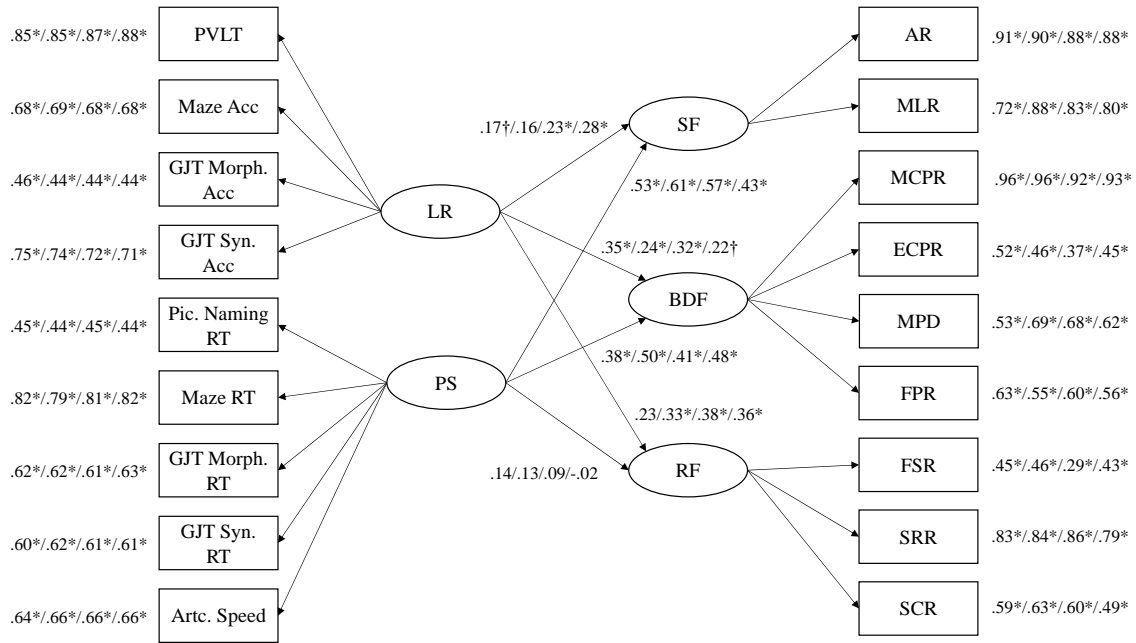 .85*/.85*/.87*/.88*
PVLT
AR
.91*/.90*/.88*/.88*
.68*/.69*/.68*/.68*
Maze Acc
MLR
.72*/.88*/.83*/.80*
.17†/.16/.23*/.28*
SF
.46*/.44*/.44*/.44*
GJT Morph.
Acc
.53*/.61*/.57*/.43*
MCPR
.96*/.96*/.92*/.93*
LR
.75*/.74*/.72*/.71*
GJT Syn.
Acc
.35*/.24*/.32*/.22†
ECPR
.52*/.46*/.37*/.45*
BDF
.45*/.44*/.45*/.44*
Pic. Naming
RT
MPD
.53*/.69*/.68*/.62*
.38*/.50*/.41*/.48*
PS
.82*/.79*/.81*/.82*
Maze RT
FPR
.63*/.55*/.60*/.56*
.23/.33*/.38*/.36*
.62*/.62*/.61*/.63*
GJT Morph.
RT
.14/.13/.09/-.02
RF
FSR
.45*/.46*/.29*/.43*
.60*/.62*/.61*/.61*
GJT Syn.
RT
SRR
.83*/.84*/.86*/.79*
.64*/.66*/.66*/.66*
Artc. Speed
SCR
.59*/.63*/.60*/.49*